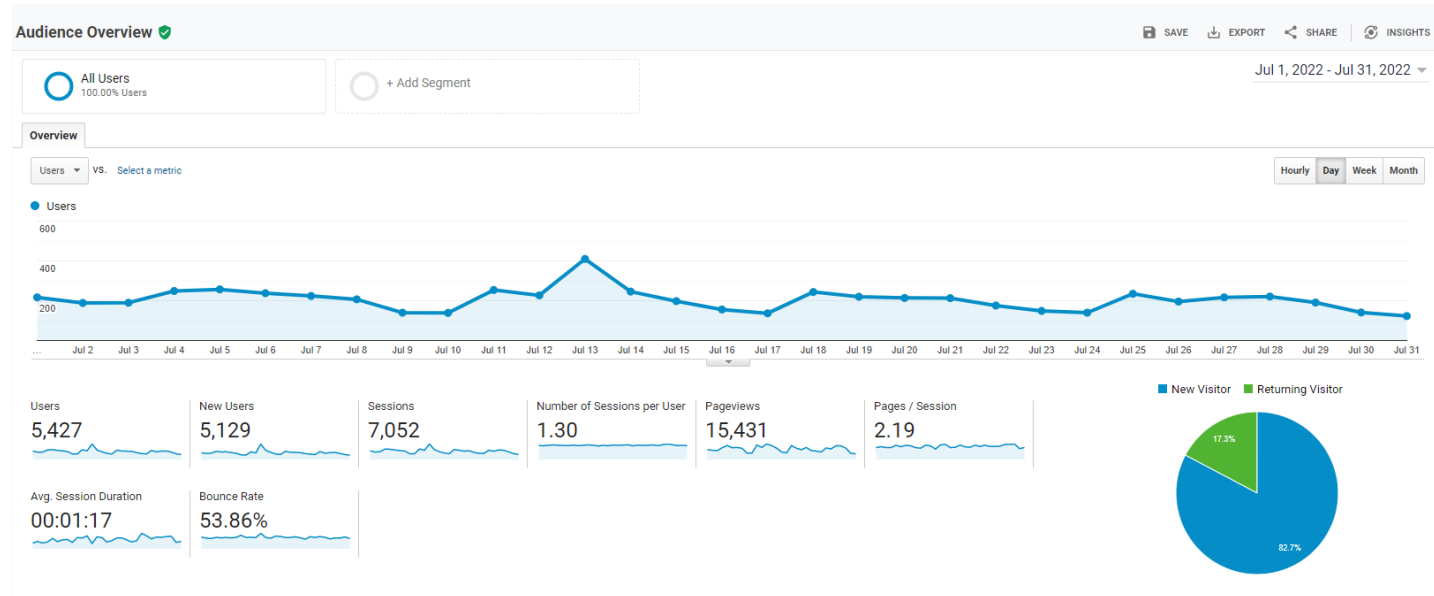 Audience Overview
SAVE EXPORT SHARE INSIGHTS
All Users
100.00% Users
+ Add Segment
Jul 1, 2022 - Jul 31, 2022
Overview
Users VS. Select a metric
Hourly Day Week Month
Users
600
400
200
... Jul 2 Jul 3 Jul 4 Jul 5 Jul 6 Jul 7 Jul 8 Jul 9 Jul 10 Jul 11 Jul 12 Jul 13 Jul 14 Jul 15 Jul 16 Jul 17 Jul 18 Jul 19 Jul 20 Jul 21 Jul 22 Jul 23 Jul 24 Jul 25 Jul 26 Jul 27 Jul 28 Jul 29 Jul 30 Jul 31
New Visitor Returning Visitor
Users
5,427
New Users
5,129
Sessions
7,052
Number of Sessions per User
1.30
Pageviews
15,431
Pages / Session
2.19
Avg. Session Duration
00:01:17
Bounce Rate
53.86%
17.3%
82.7%